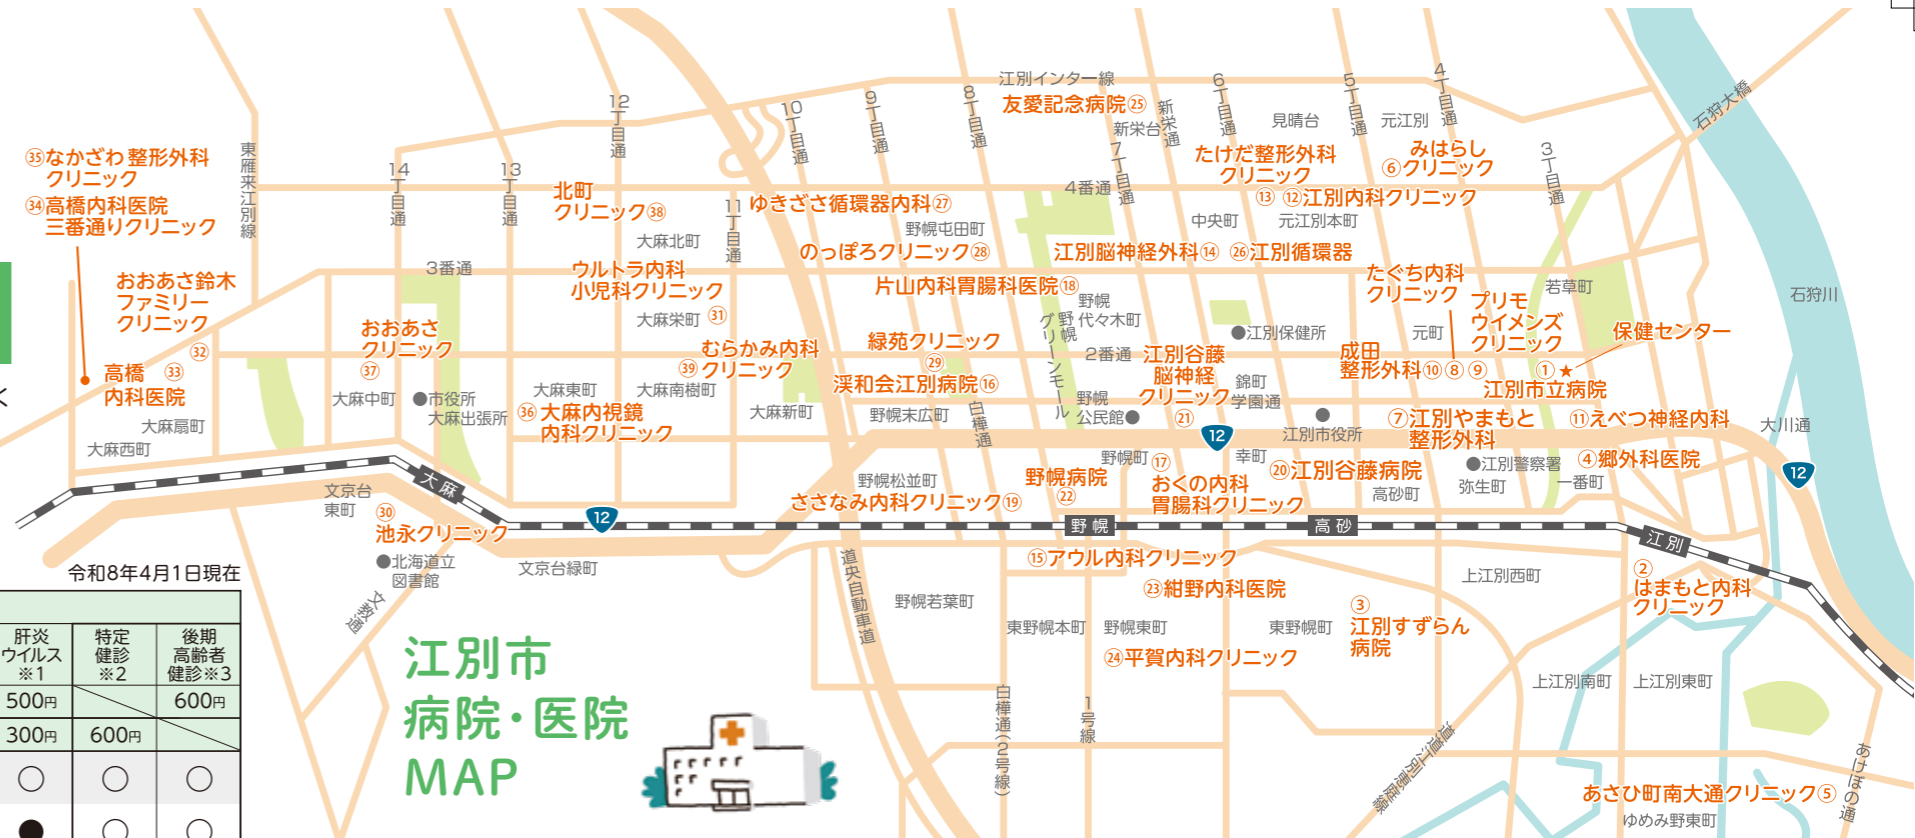 江別インター線
友愛記念病院㉕
石狩大橋
12丁目通
10丁目通
9丁目通
8丁目通
新栄通
新栄台
7丁目通
6丁目通
見晴台
5丁目通
元江別
4丁目通
3丁目通
㉟なかざわ整形外科
クリニック
㉞高橋内科医院
三番通りクリニック
東雁来江別線
14丁目通
13丁目通
北町
クリニック㊳
大麻北町
11丁目通
ゆきざさ循環器内科㉗
野幌屯田町
4番通
たけだ整形外科
クリニック
⑬
みはらし
⑥クリニック
⑫江別内科クリニック
中央町
元江別本町
のっぽろクリニック㉘
江別脳神経外科⑭
㉖江別循環器
3番通
おおあさ鈴木
ファミリー
クリニック
㉜
ウルトラ内科
小児科クリニック
大麻栄町
㉛
片山内科胃腸科医院⑱
野幌
代々木町
野幌
グリーンモール
たぐち内科
クリニック
プリモ
ウイメンズ
クリニック
若草町
石狩川
おおあさ
クリニック
㊲
むらかみ内科
㊴クリニック
緑苑クリニック
㉙
2番通
●江別保健所
元町
保健センター
高橋
内科医院
㉝
渓和会江別病院⑯
江別谷藤
脳神経
クリニック
㉑
成田
整形外科⑩
⑧
⑨
①★
江別市立病院
大麻中町
●市役所
大麻出張所
大麻東町
大麻南樹町
大麻新町
野幌末広町
白樺通
野幌
公民館●
錦町
学園通
●
江別市役所
㊱大麻内視鏡
内科クリニック
⑦江別やまもと
整形外科
⑪えべつ神経内科
大川通
大麻扇町
大麻西町
12
野幌町
幸町
野幌松並町
野幌病院
㉒
⑰
おくの内科
胃腸科クリニック
⑳江別谷藤病院
高砂町
●江別警察署
弥生町
④郷外科医院
一番町
12
大麻
文京台
東町
㉚
池永クリニック
12
ささなみ内科クリニック⑲
野幌
高砂
江別
●北海道立
図書館
文京台緑町
文教通
道央自動車道
⑮アウル内科クリニック
㉓紺野内科医院
野幌若葉町
東野幌本町
野幌東町
東野幌町
㉔平賀内科クリニック
③
江別すずらん
病院
上江別西町
②
はまもと内科
クリニック
上江別南町
上江別東町
白樺通(2号線)
1号線
道道江別恵庭線
あさひ町南大通クリニック⑤
ゆめみ野東町
あけぼの通
令和8年4月1日現在
肝炎
ウイルス
※1
特定
健診
※2
後期
高齢者
健診※3
500円
600円
300円
600円
○
○
○
●
○
○
江別市
病院・医院
MAP